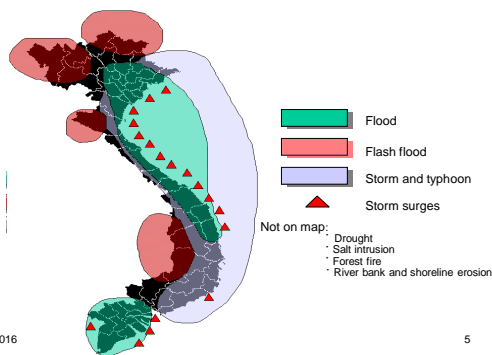 Flood
Flash flood
Storm and typhoon
Storm surges
Not on map:
· Drought
· Salt intrusion
· Forest fire
· River bank and shoreline erosion
016
5